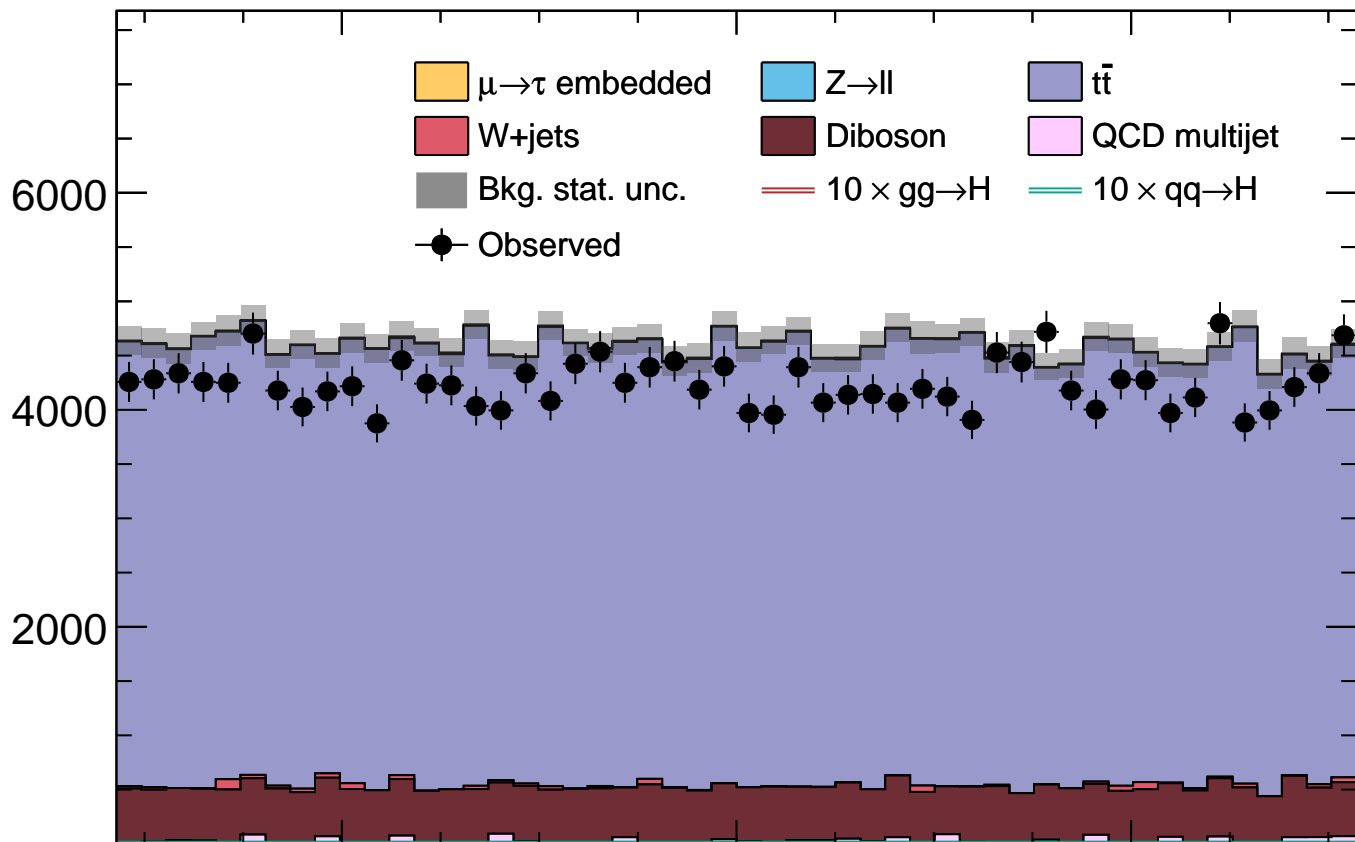 μ→τ embedded Z→ll tt̄
W+jets Diboson QCD multijet
6000 Bkg. stat. unc. 10 × gg→H 10 × qq→H
Observed
4000
2000